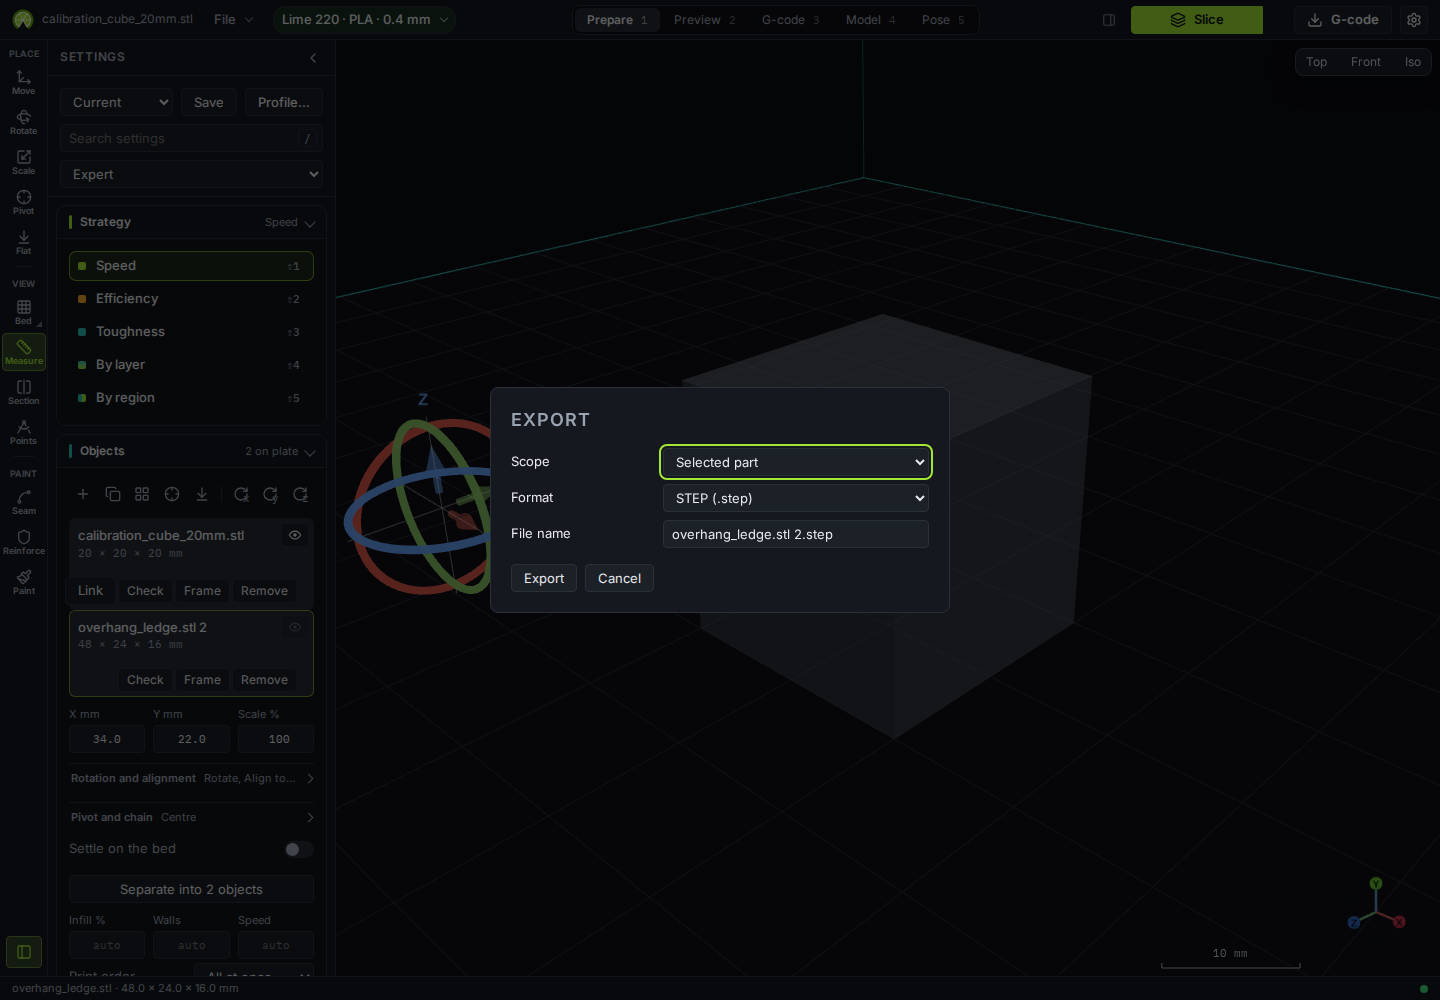 calibration_cube_20mm.stl File Lime 220 · PLA · 0.4 mm Prepare 1 Preview 2 G-code 3 Model 4 Pose 5 Slice G-code
PLACE
Move
Rotate
Scale
Pivot
Flat
VIEW
Bed
Measure
Section
Points
PAINT
Seam
Reinforce
Paint
SETTINGS
Current Save Profile...
Search settings /
Expert
Strategy Speed
Speed ⇧1
Efficiency ⇧2
Toughness ⇧3
By layer ⇧4
By region ⇧5
Objects 2 on plate
calibration_cube_20mm.stl
20 × 20 × 20 mm
Link Check Frame Remove
overhang_ledge.stl 2
48 × 24 × 16 mm
Check Frame Remove
X mm Y mm Scale %
34.0 22.0 100
Rotation and alignment Rotate, Align to...
Pivot and chain Centre
Settle on the bed
Separate into 2 objects
Infill % Walls Speed
auto auto auto
Print order All at once
Top Front Iso
Z
EXPORT
Scope Selected part
Format STEP (.step)
File name overhang_ledge.stl 2.step
Export Cancel
Y
Z X
10 mm
overhang_ledge.stl · 48.0 × 24.0 × 16.0 mm